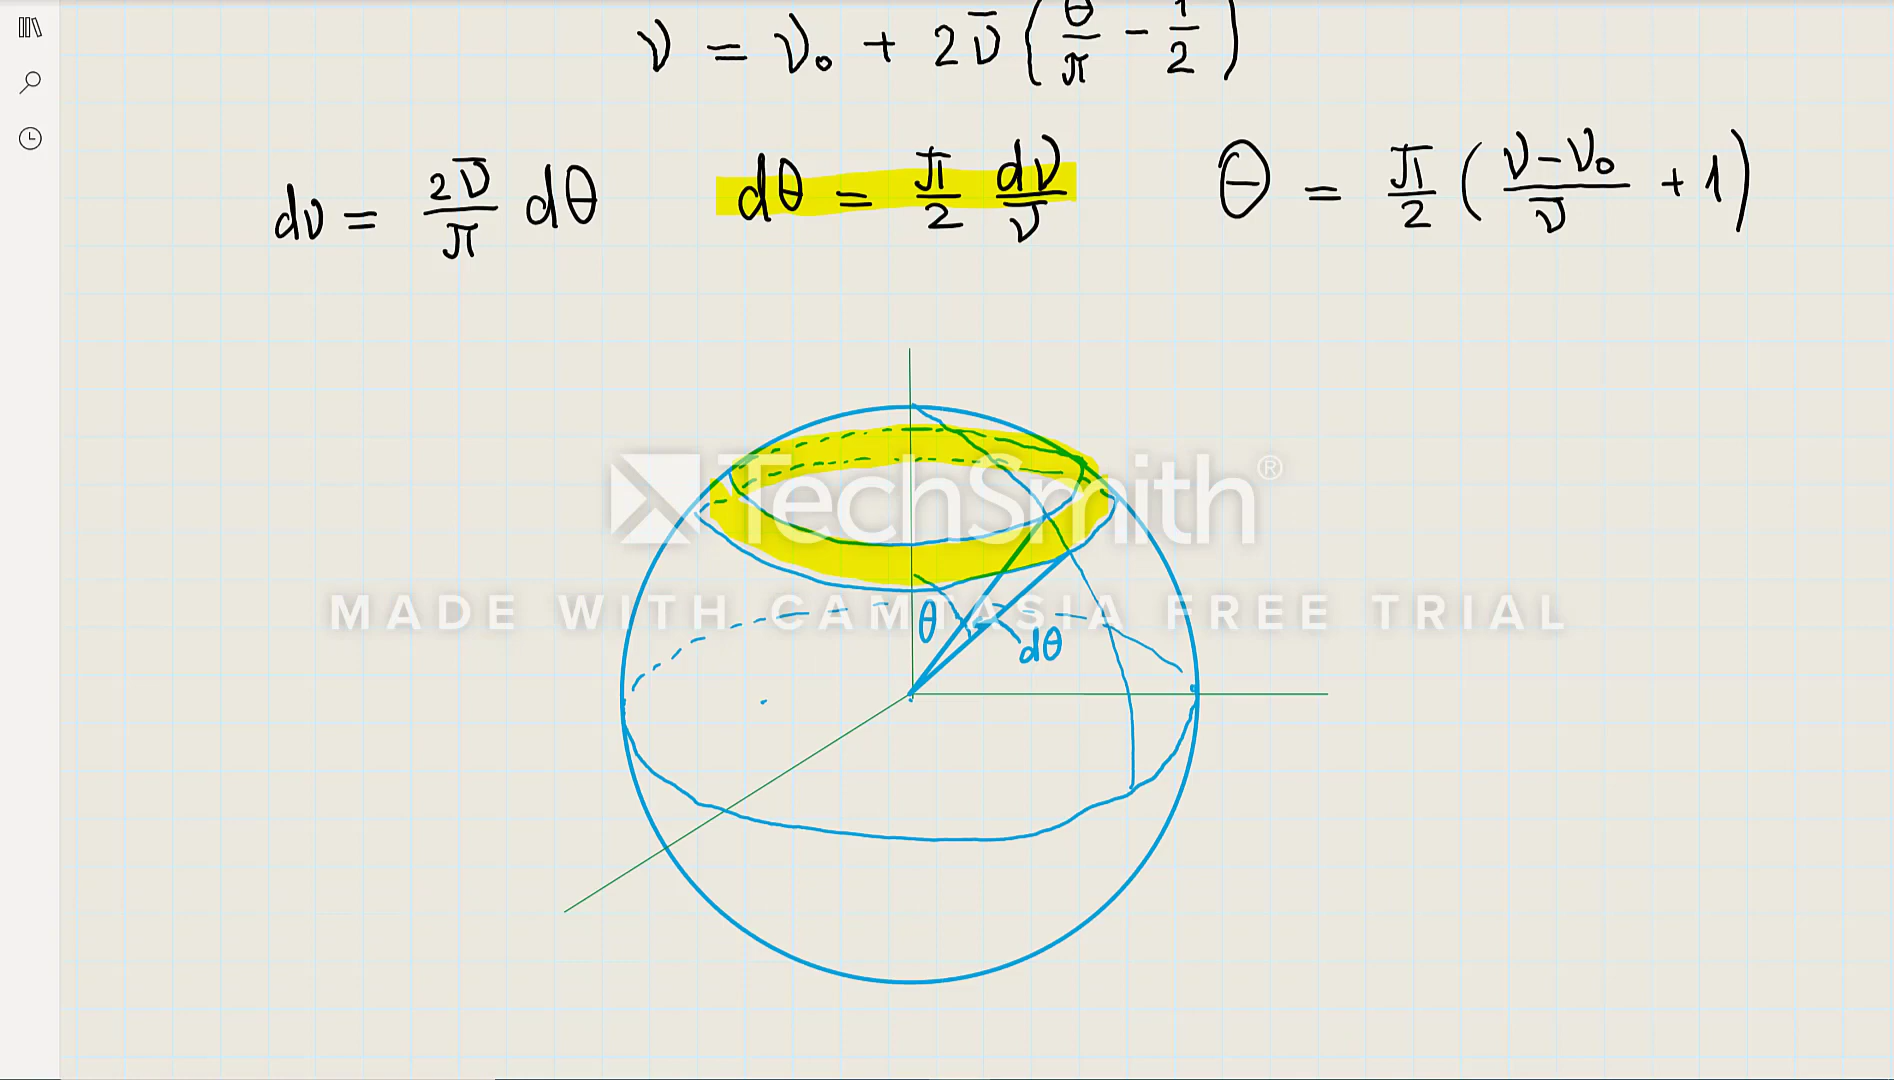 ν = ν₀ + 2ν̄ (θ/π − 1/2)
dν = 2ν̄/π dθ dθ = π/2 dν/ν̄ θ = π/2 ((ν−ν₀)/ν̄ + 1)
TechSmith®
MADE WITH CAMTASIA FREE TRIAL
θ
dθ